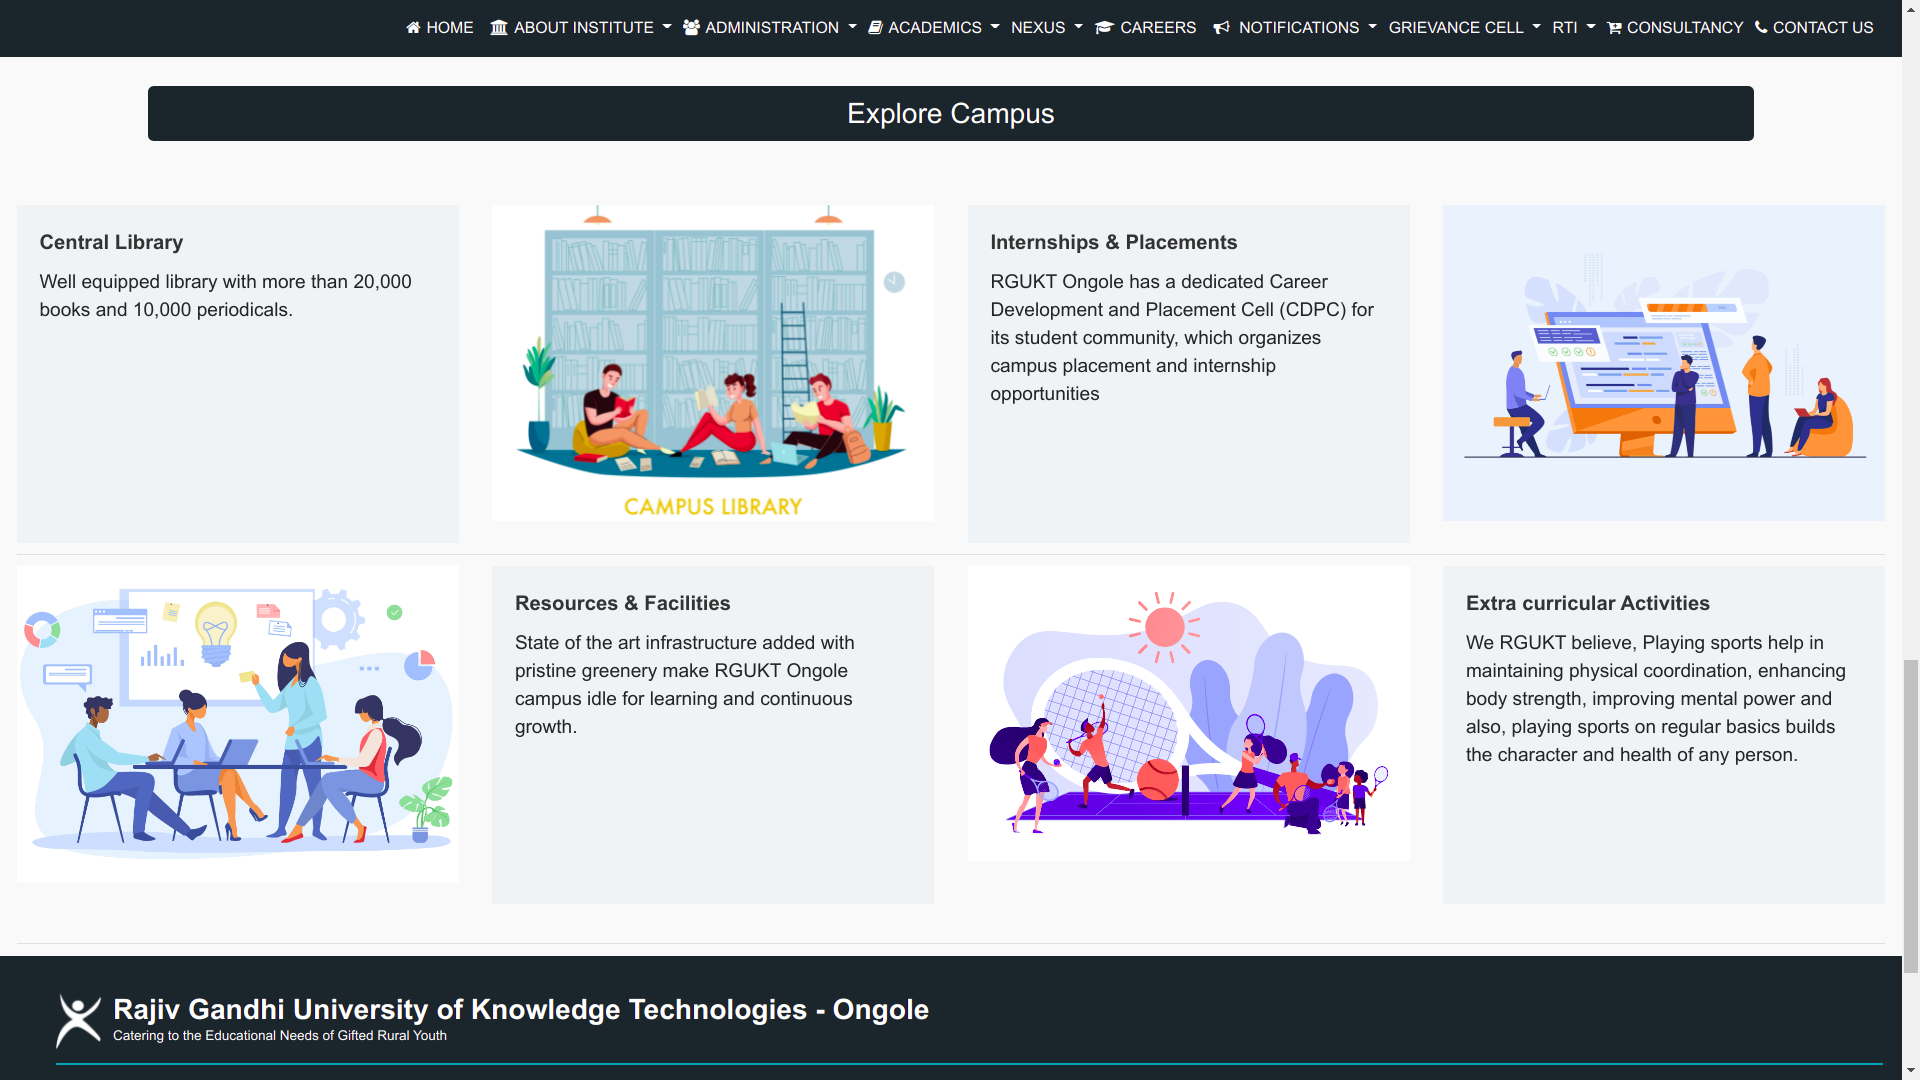 HOME ABOUT INSTITUTE ADMINISTRATION ACADEMICS NEXUS CAREERS NOTIFICATIONS GRIEVANCE CELL RTI CONSULTANCY CONTACT US
Explore Campus
Central Library
Well equipped library with more than 20,000
books and 10,000 periodicals.
CAMPUS LIBRARY
Internships & Placements
RGUKT Ongole has a dedicated Career
Development and Placement Cell (CDPC) for
its student community, which organizes
campus placement and internship
opportunities
Resources & Facilities
State of the art infrastructure added with
pristine greenery make RGUKT Ongole
campus idle for learning and continuous
growth.
Extra curricular Activities
We RGUKT believe, Playing sports help in
maintaining physical coordination, enhancing
body strength, improving mental power and
also, playing sports on regular basics builds
the character and health of any person.
Rajiv Gandhi University of Knowledge Technologies - Ongole
Catering to the Educational Needs of Gifted Rural Youth